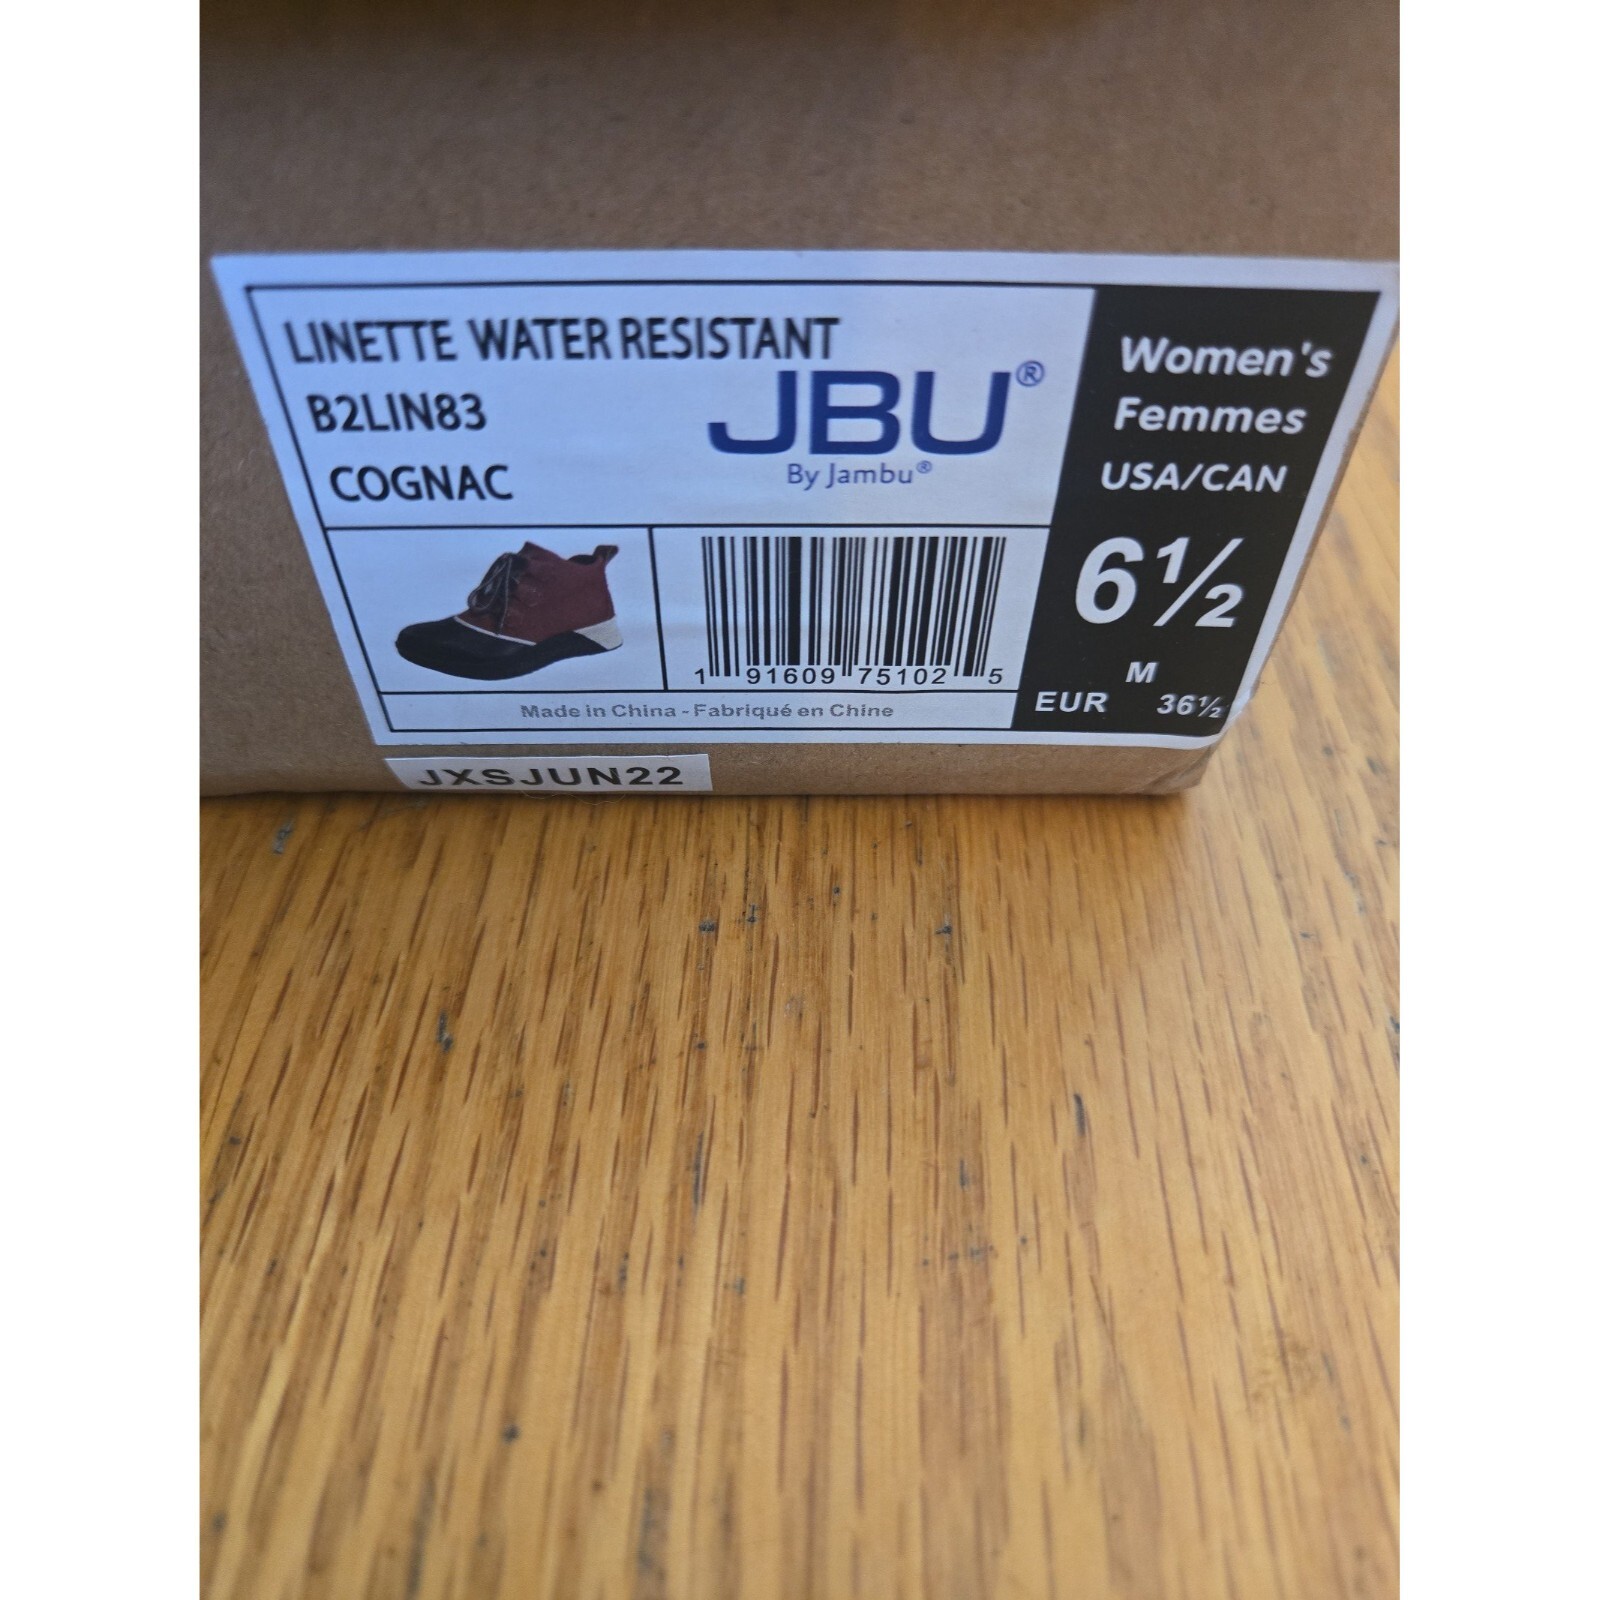 LINETTE WATER RESISTANT
B2LIN83
COGNAC
JBU®
By Jambu®
Women's
Femmes
USA/CAN
6½
M
EUR 36½
1 91609 75102 5
Made in China - Fabriqué en Chine
JXSJUN22